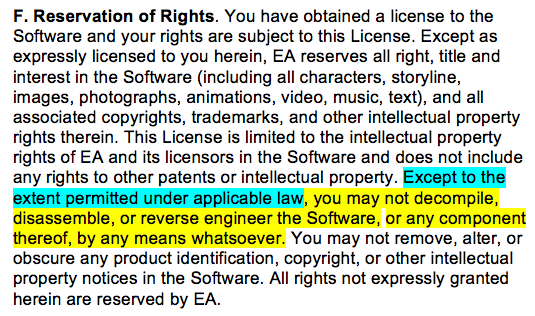 F. Reservation of Rights. You have obtained a license to the
Software and your rights are subject to this License. Except as
expressly licensed to you herein, EA reserves all right, title and
interest in the Software (including all characters, storyline,
images, photographs, animations, video, music, text), and all
associated copyrights, trademarks, and other intellectual property
rights therein. This License is limited to the intellectual property
rights of EA and its licensors in the Software and does not include
any rights to other patents or intellectual property. Except to the
extent permitted under applicable law, you may not decompile,
disassemble, or reverse engineer the Software, or any component
thereof, by any means whatsoever. You may not remove, alter, or
obscure any product identification, copyright, or other intellectual
property notices in the Software. All rights not expressly granted
herein are reserved by EA.